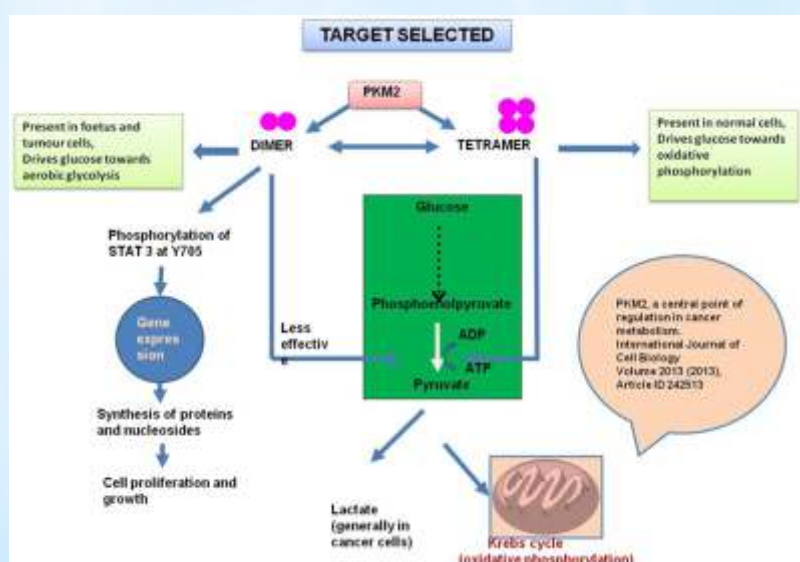 TARGET SELECTED
PKM2
Present in foetus and
tumour cells,
Drives glucose towards
aerobic glycolysis
DIMER
TETRAMER
Present in normal cells,
Drives glucose towards
oxidative
phosphorylation
Phosphorylation of
STAT 3 at Y705
Gene
expres
sion
Synthesis of proteins
and nucleosides
Cell proliferation and
growth
Less
effectiv
e
Glucose
Phosphoenolpyruvate
ADP
ATP
Pyruvate
PKM2, a central point of
regulation in cancer
metabolism.
International Journal of
Cell Biology
Volume 2013 (2013),
Article ID 242513
Lactate
(generally in
cancer cells)
Krebs cycle
(oxidative phosphorylation)